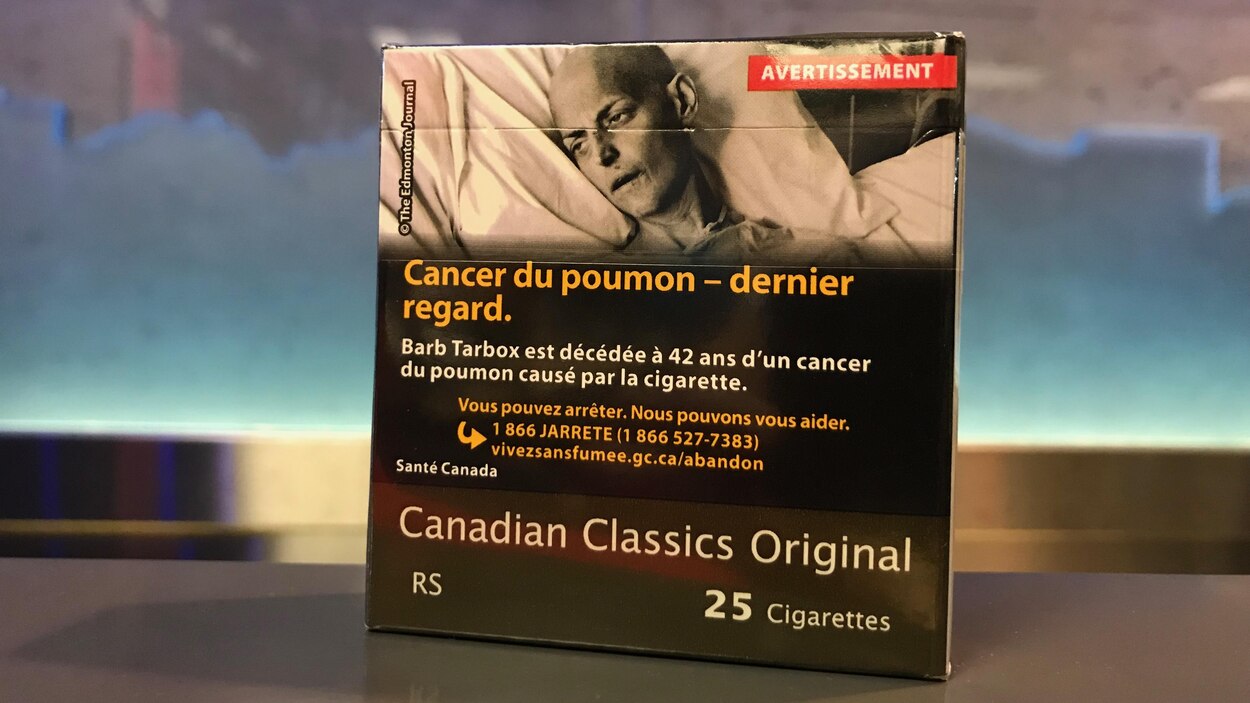 AVERTISSEMENT
© The Edmonton Journal
Cancer du poumon – dernier
regard.
Barb Tarbox est décédée à 42 ans d'un cancer
du poumon causé par la cigarette.
Vous pouvez arrêter. Nous pouvons vous aider.
1 866 JARRETE (1 866 527-7383)
vivezsansfumee.gc.ca/abandon
Santé Canada
Canadian Classics Original
RS
25 Cigarettes